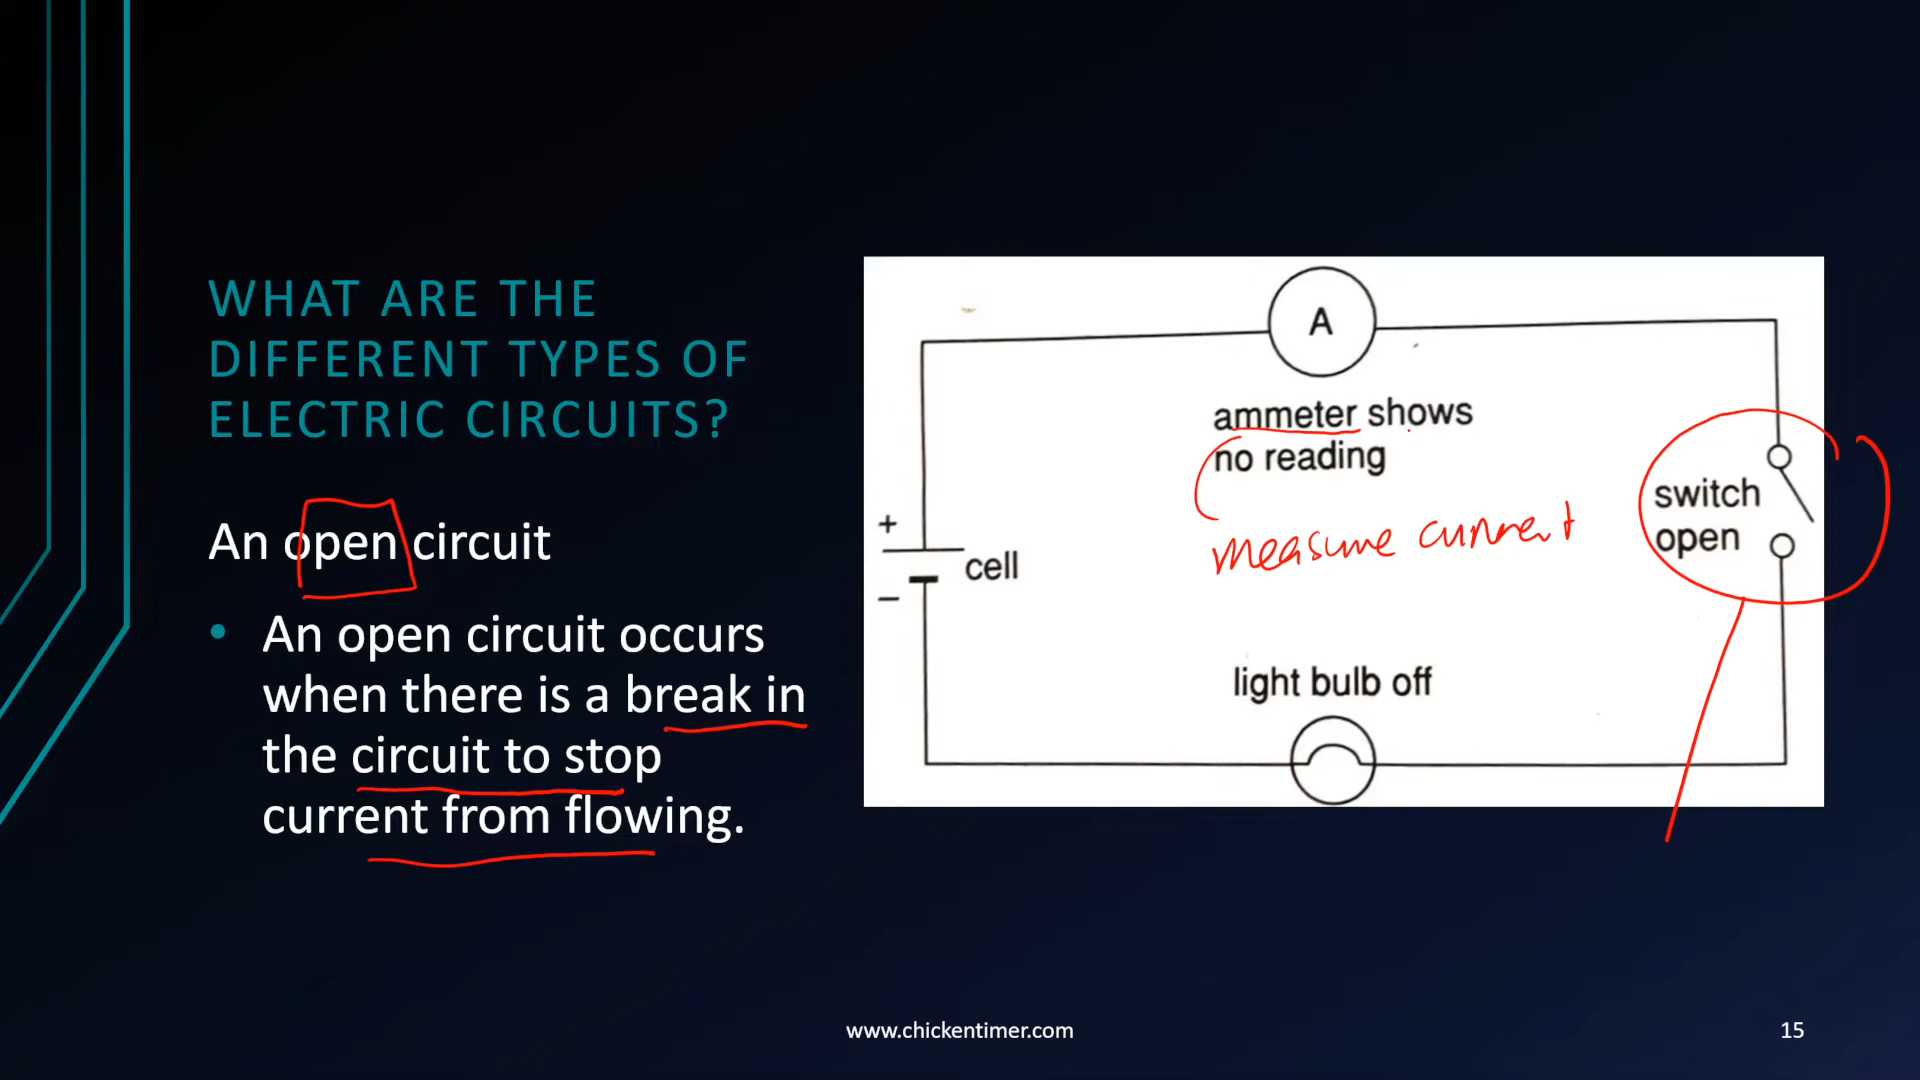 WHAT ARE THE
DIFFERENT TYPES OF
ELECTRIC CIRCUITS?
An open circuit
• An open circuit occurs
when there is a break in
the circuit to stop
current from flowing.
A
ammeter shows
no reading
measure current
switch
open
+
cell
–
light bulb off
www.chickentimer.com
15